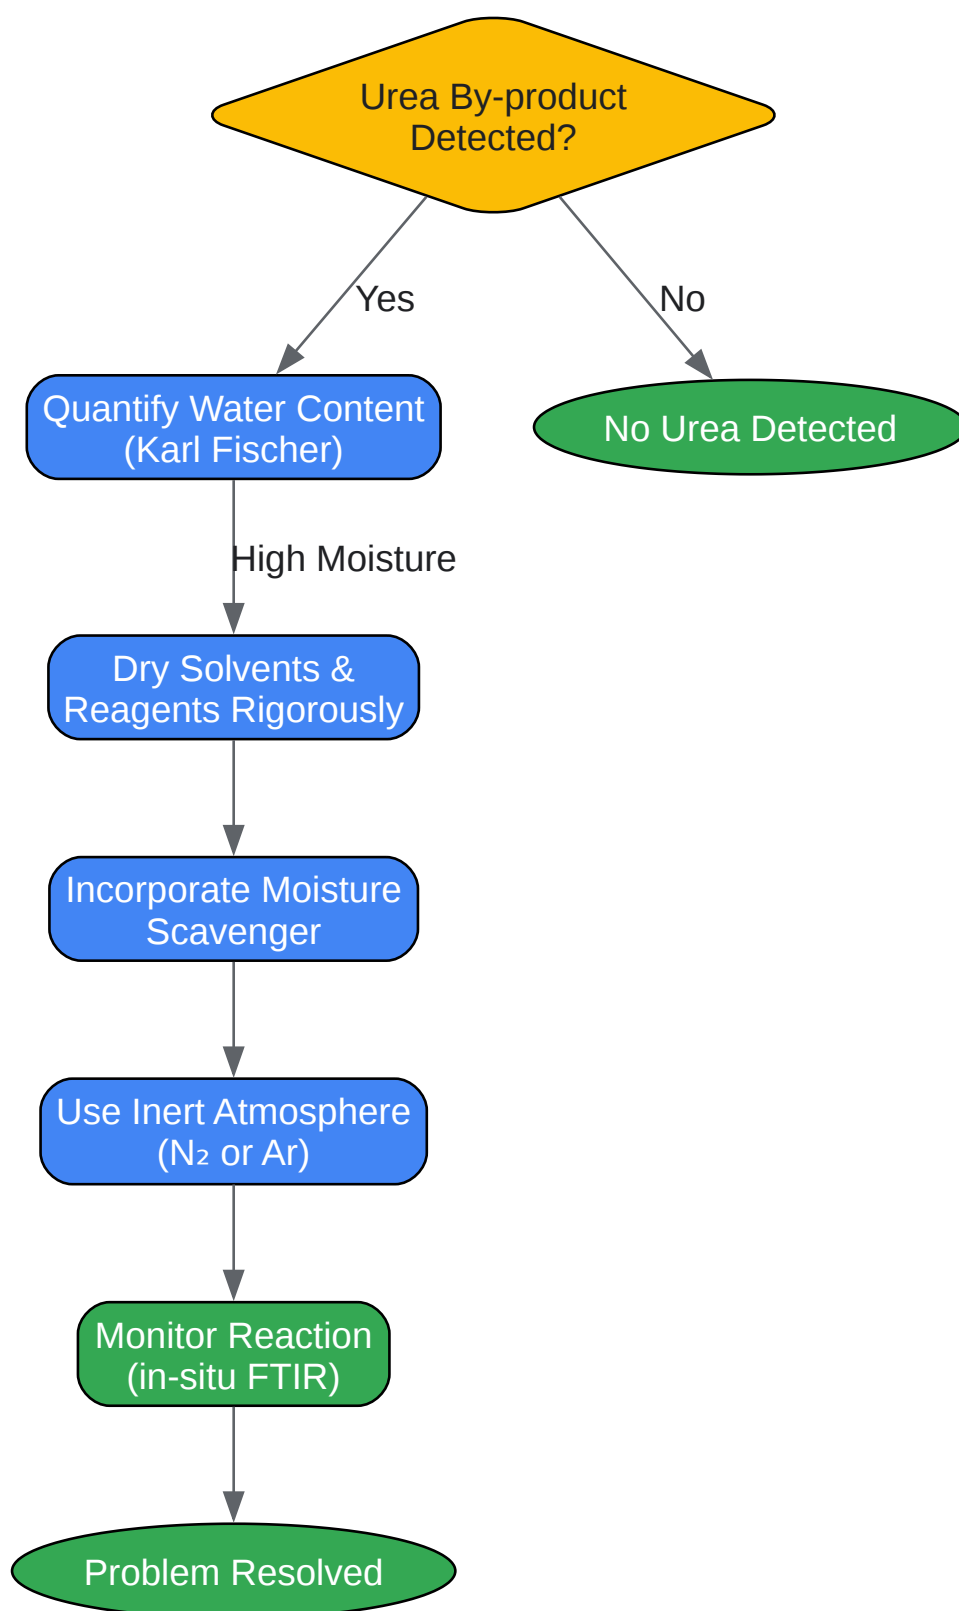 Urea By-product
Detected?
Yes
No
Quantify Water Content
(Karl Fischer)
No Urea Detected
High Moisture
Dry Solvents &
Reagents Rigorously
Incorporate Moisture
Scavenger
Use Inert Atmosphere
(N₂ or Ar)
Monitor Reaction
(in-situ FTIR)
Problem Resolved